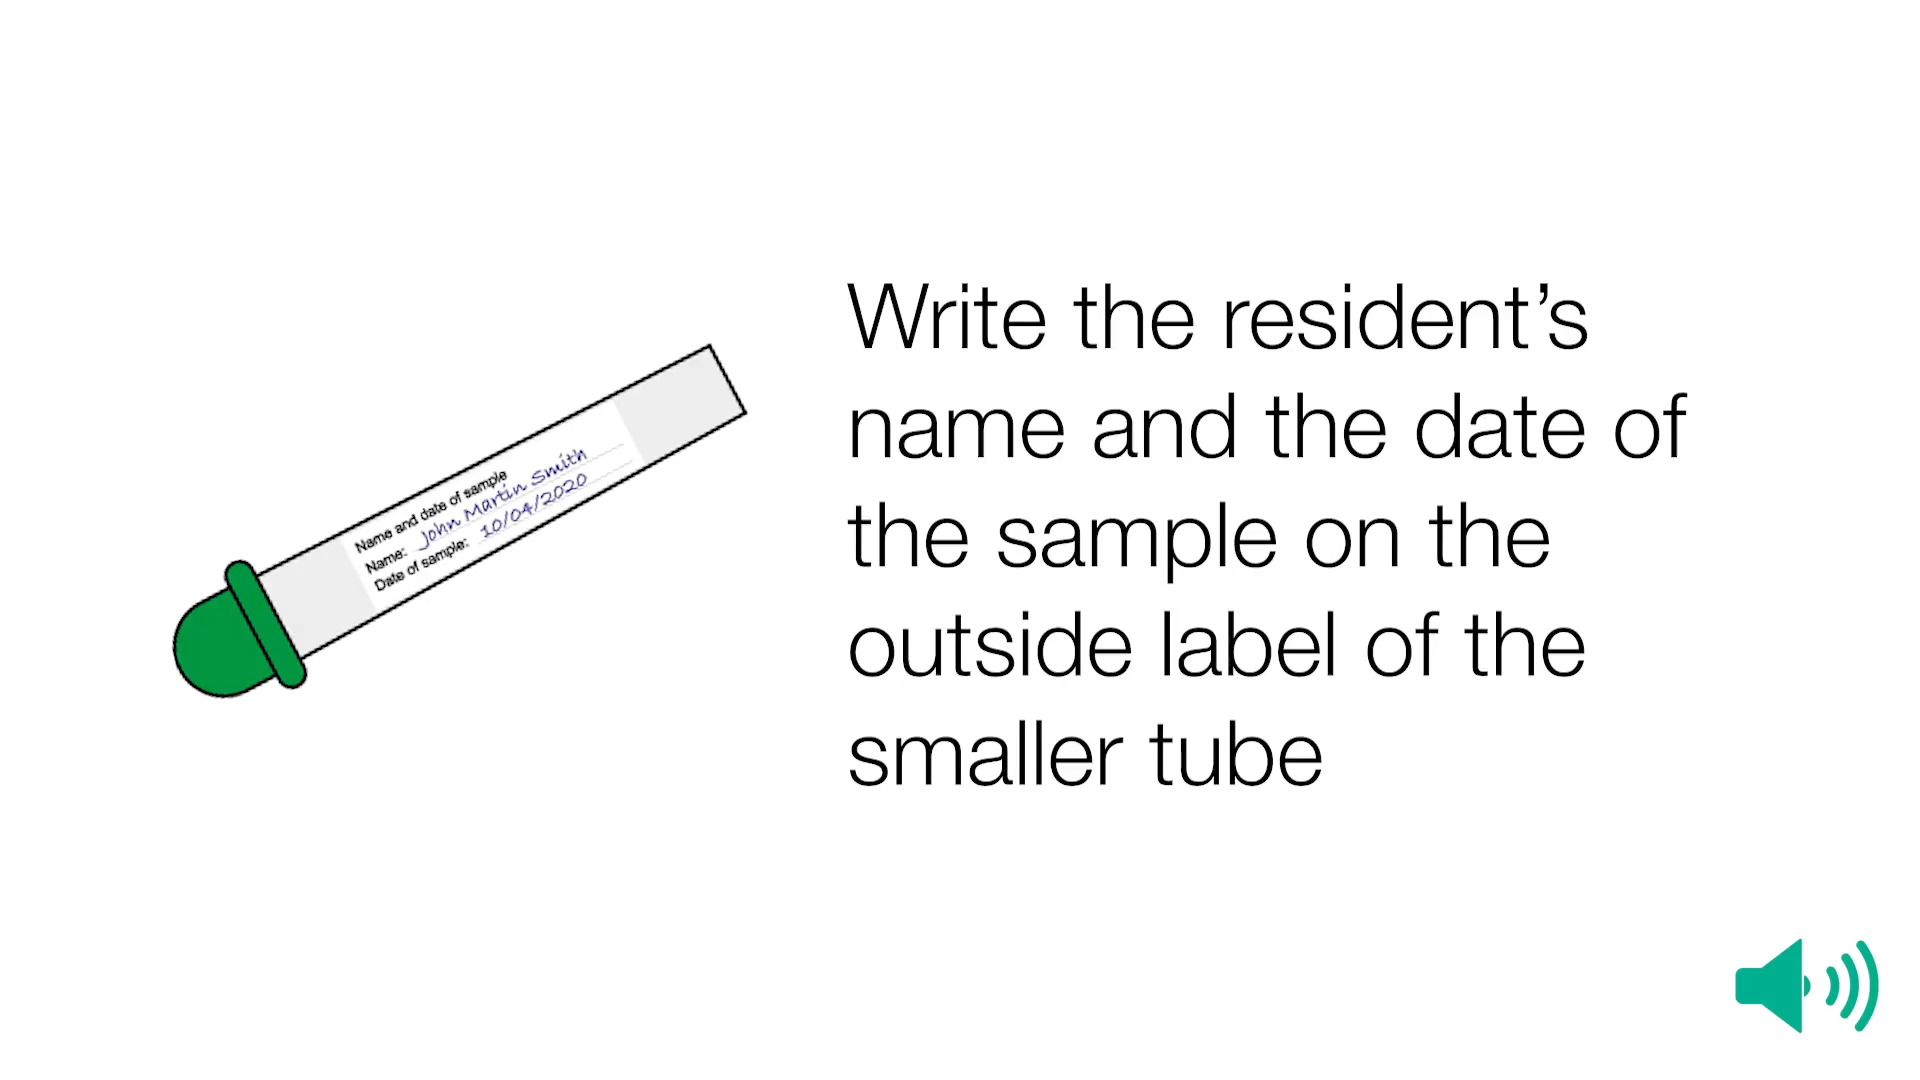 Write the resident’s
name and the date of
the sample on the
outside label of the
smaller tube
Name and date of sample
Name: John Martin Smith
Date of sample: 10/04/2020